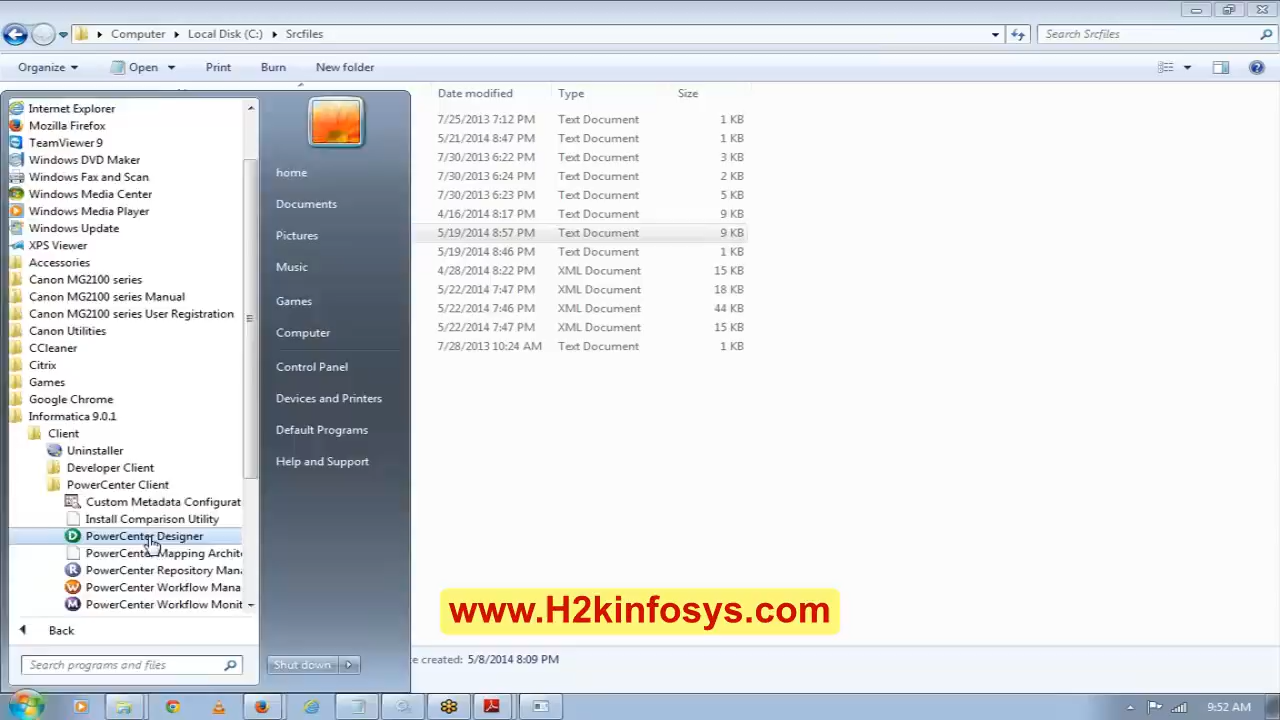 Computer Local Disk (C:) Srcfiles
Search Srcfiles
Organize Open Print Burn New folder
Date modified Type Size
7/25/2013 7:12 PM Text Document 1 KB
5/21/2014 8:47 PM Text Document 1 KB
7/30/2013 6:22 PM Text Document 3 KB
7/30/2013 6:24 PM Text Document 2 KB
7/30/2013 6:23 PM Text Document 5 KB
4/16/2014 8:17 PM Text Document 9 KB
5/19/2014 8:57 PM Text Document 9 KB
5/19/2014 8:46 PM Text Document 1 KB
4/28/2014 8:22 PM XML Document 15 KB
5/22/2014 7:47 PM XML Document 18 KB
5/22/2014 7:46 PM XML Document 44 KB
5/22/2014 7:47 PM XML Document 15 KB
7/28/2013 10:24 AM Text Document 1 KB
Internet Explorer
Mozilla Firefox
TeamViewer 9
Windows DVD Maker
Windows Fax and Scan
Windows Media Center
Windows Media Player
Windows Update
XPS Viewer
Accessories
Canon MG2100 series
Canon MG2100 series Manual
Canon MG2100 series User Registration
Canon Utilities
CCleaner
Citrix
Games
Google Chrome
Informatica 9.0.1
Client
Uninstaller
Developer Client
PowerCenter Client
Custom Metadata Configurat
Install Comparison Utility
PowerCenter Designer
PowerCenter Mapping Archite
PowerCenter Repository Mana
PowerCenter Workflow Mana
PowerCenter Workflow Monit
Back
Search programs and files
home
Documents
Pictures
Music
Games
Computer
Control Panel
Devices and Printers
Default Programs
Help and Support
Shut down
www.H2kinfosys.com
e created: 5/8/2014 8:09 PM
9:52 AM